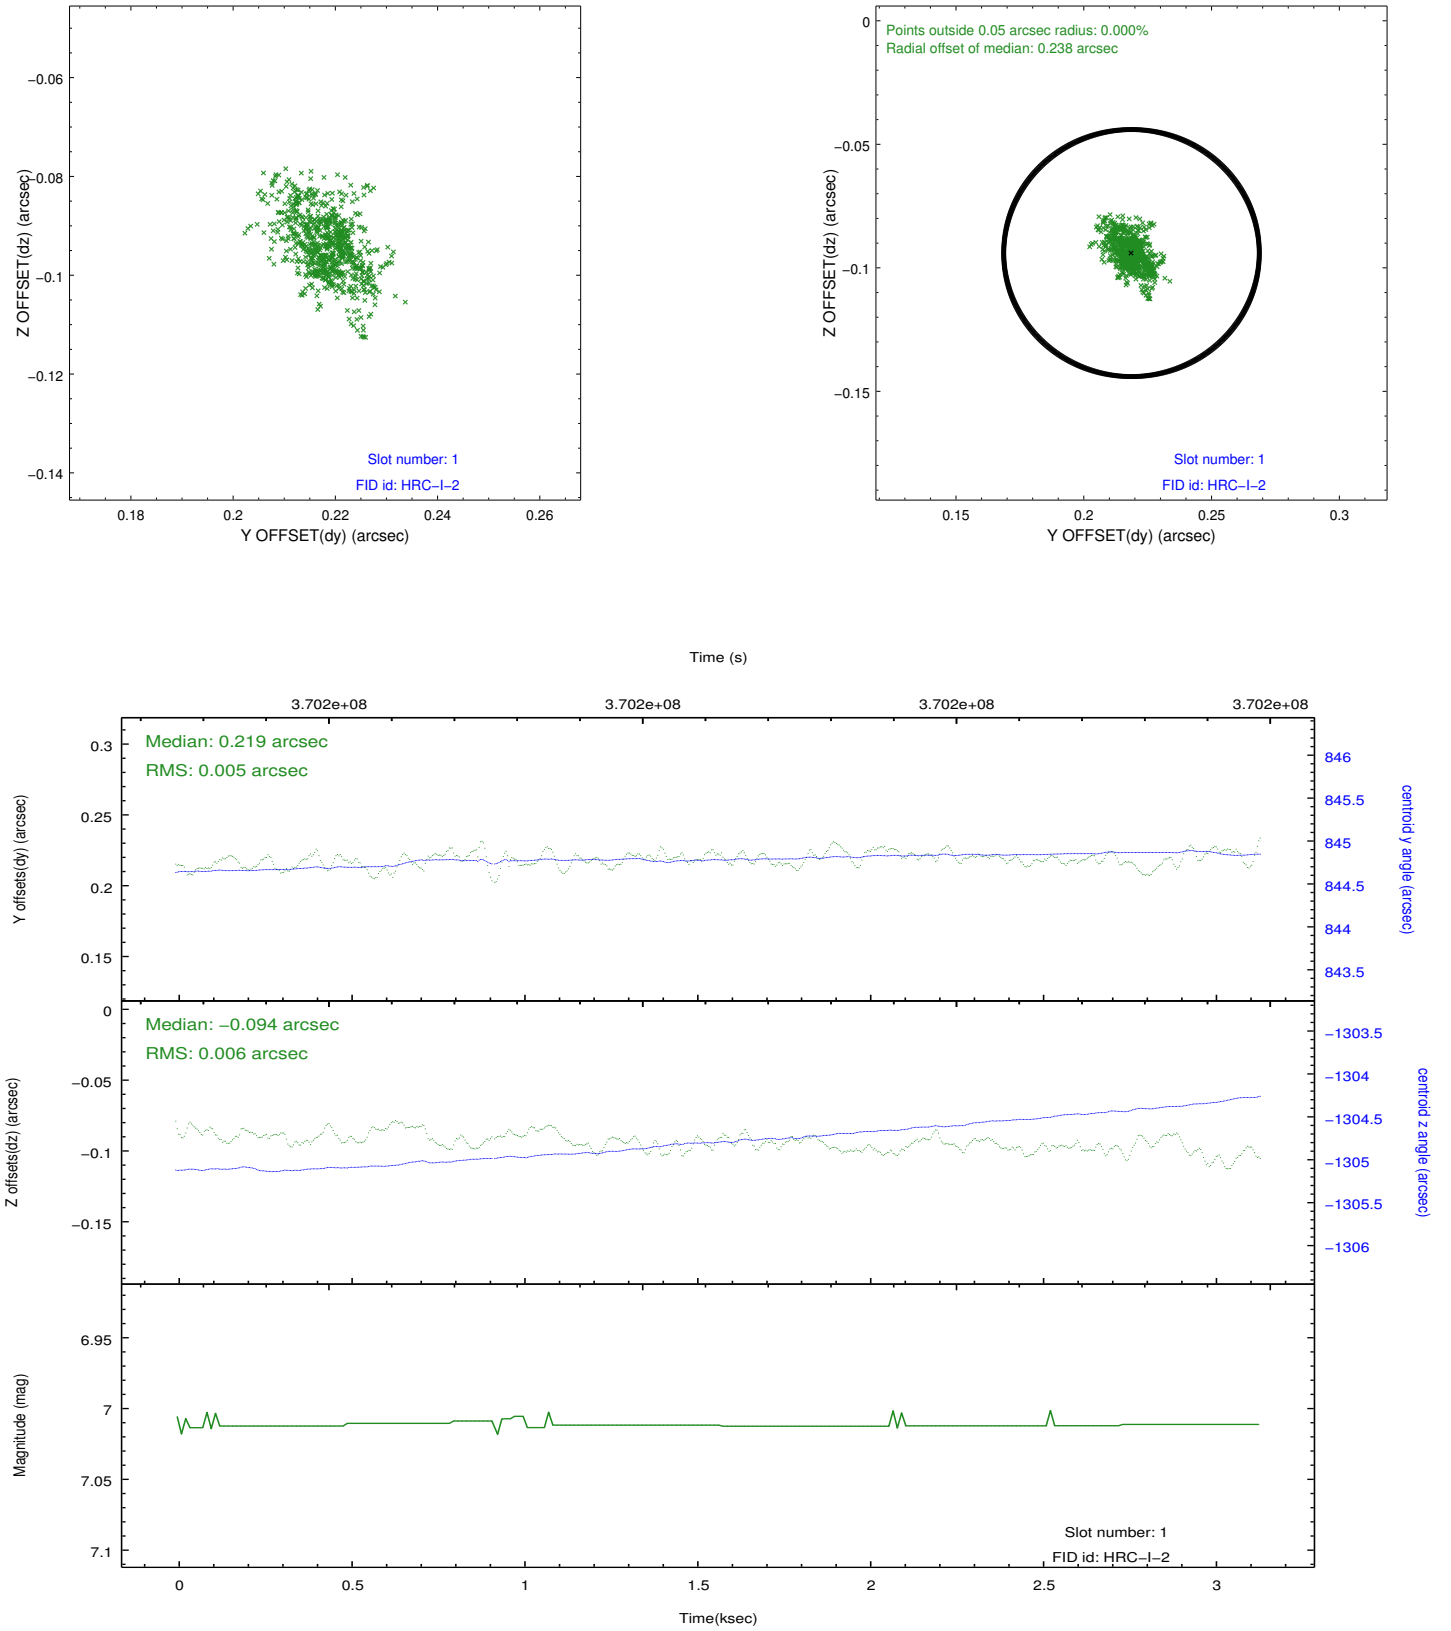 −0.06
−0.08
−0.1
−0.12
−0.14
Z OFFSET(dz) (arcsec)
Slot number: 1
FID id: HRC−I−2
0.18
0.2
0.22
0.24
0.26
Y OFFSET(dy) (arcsec)
Points outside 0.05 arcsec radius: 0.000%
Radial offset of median: 0.238 arcsec
0
−0.05
−0.1
−0.15
Z OFFSET(dz) (arcsec)
Slot number: 1
FID id: HRC−I−2
0.15
0.2
0.25
0.3
Y OFFSET(dy) (arcsec)
Time (s)
3.702e+08
3.702e+08
3.702e+08
3.702e+08
Median: 0.219 arcsec
RMS: 0.005 arcsec
0.3
0.25
0.2
0.15
Y offsets(dy) (arcsec)
846
845.5
845
844.5
844
843.5
centroid y angle (arcsec)
Median: −0.094 arcsec
RMS: 0.006 arcsec
0
−0.05
−0.1
−0.15
Z offsets(dz) (arcsec)
−1303.5
−1304
−1304.5
−1305
−1305.5
−1306
centroid z angle (arcsec)
6.95
7
7.05
7.1
Magnitude (mag)
Slot number: 1
FID id: HRC−I−2
0
0.5
1
1.5
2
2.5
3
Time(ksec)